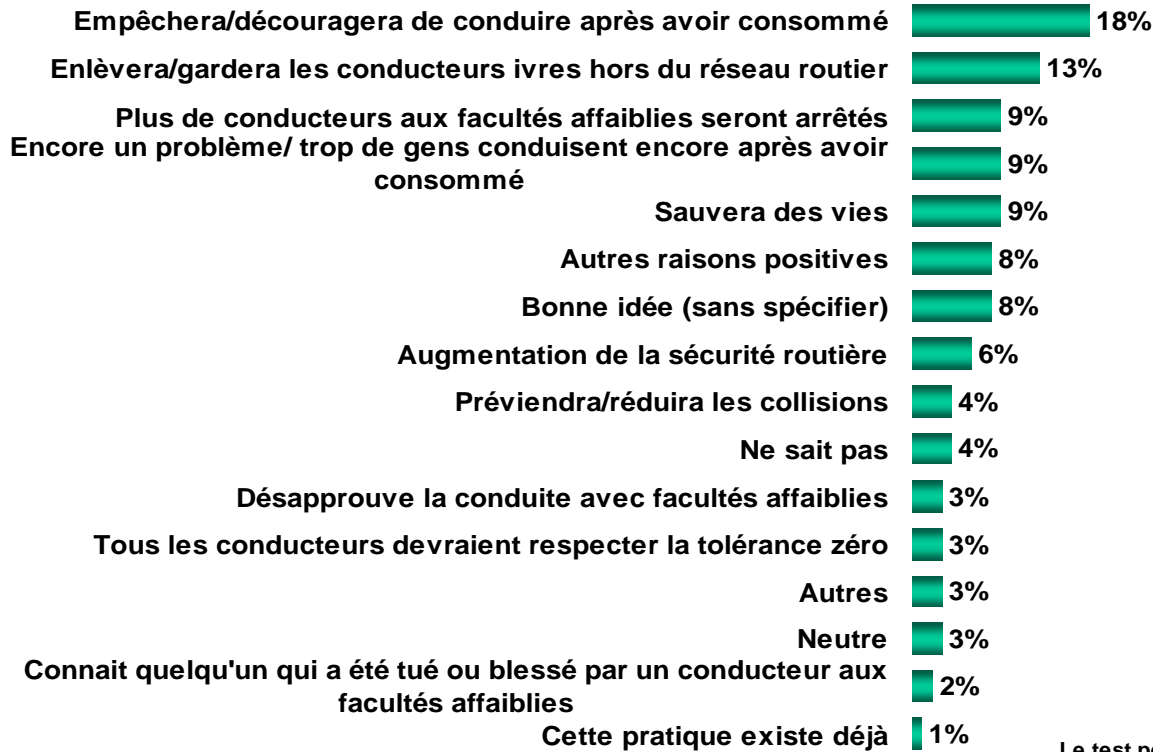 Empêchera/découragera de conduire après avoir consommé 18%
Enlèvera/gardera les conducteurs ivres hors du réseau routier 13%
Plus de conducteurs aux facultés affaiblies seront arrêtés 9%
Encore un problème/ trop de gens conduisent encore après avoir
consommé 9%
Sauvera des vies 9%
Autres raisons positives 8%
Bonne idée (sans spécifier) 8%
Augmentation de la sécurité routière 6%
Préviendra/réduira les collisions 4%
Ne sait pas 4%
Désapprouve la conduite avec facultés affaiblies 3%
Tous les conducteurs devraient respecter la tolérance zéro 3%
Autres 3%
Neutre 3%
Connait quelqu'un qui a été tué ou blessé par un conducteur aux
facultés affaiblies 2%
Cette pratique existe déjà 1%
Le test